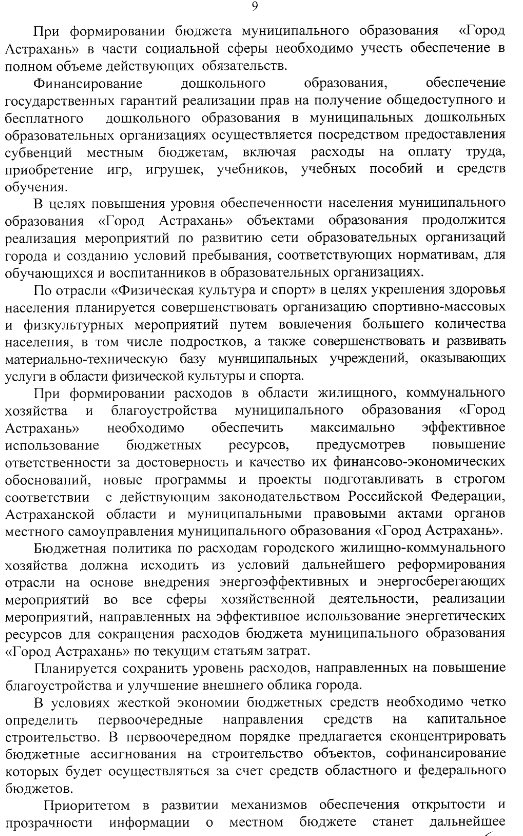 9
При формировании бюджета муниципального образования «Город
Астрахань» в части социальной сферы необходимо учесть обеспечение в
полном объеме действующих обязательств.
Финансирование дошкольного образования, обеспечение
государственных гарантий реализации прав на получение общедоступного и
бесплатного дошкольного образования в муниципальных дошкольных
образовательных организациях осуществляется посредством предоставления
субвенций местным бюджетам, включая расходы на оплату труда,
приобретение игр, игрушек, учебников, учебных пособий и средств
обучения.
В целях повышения уровня обеспеченности населения муниципального
образования «Город Астрахань» объектами образования продолжится
реализация мероприятий по развитию сети образовательных организаций
города и созданию условий пребывания, соответствующих нормативам, для
обучающихся и воспитанников в образовательных организациях.
По отрасли «Физическая культура и спорт» в целях укрепления здоровья
населения планируется совершенствовать организацию спортивно-массовых
и физкультурных мероприятий путем вовлечения большего количества
населения, в том числе подростков, а также совершенствовать и развивать
материально-техническую базу муниципальных учреждений, оказывающих
услуги в области физической культуры и спорта.
При формировании расходов в области жилищного, коммунального
хозяйства и благоустройства муниципального образования «Город
Астрахань» необходимо обеспечить максимально эффективное
использование бюджетных ресурсов, предусмотрев повышение
ответственности за достоверность и качество их финансово-экономических
обоснований, новые программы и проекты подготавливать в строгом
соответствии с действующим законодательством Российской Федерации,
Астраханской области и муниципальными правовыми актами органов
местного самоуправления муниципального образования «Город Астрахань».
Бюджетная политика по расходам городского жилищно-коммунального
хозяйства должна исходить из условий дальнейшего реформирования
отрасли на основе внедрения энергоэффективных и энергосберегающих
мероприятий во все сферы хозяйственной деятельности, реализации
мероприятий, направленных на эффективное использование энергетических
ресурсов для сокращения расходов бюджета муниципального образования
«Город Астрахань» по текущим статьям затрат.
Планируется сохранить уровень расходов, направленных на повышение
благоустройства и улучшение внешнего облика города.
В условиях жесткой экономии бюджетных средств необходимо четко
определить первоочередные направления средств на капитальное
строительство. В первоочередном порядке предлагается сконцентрировать
бюджетные ассигнования на строительство объектов, софинансирование
которых будет осуществляться за счет средств областного и федерального
бюджетов.
Приоритетом в развитии механизмов обеспечения открытости и
прозрачности информации о местном бюджете станет дальнейшее